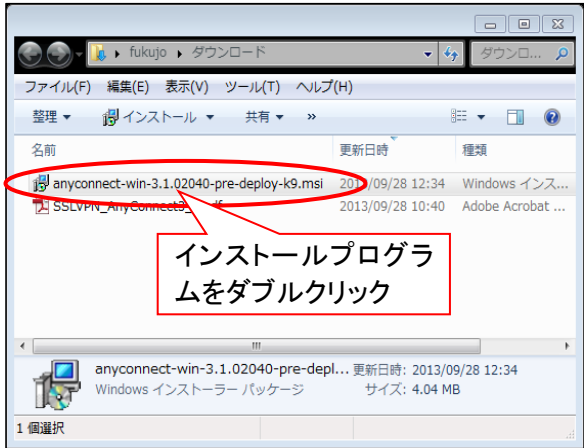 fukujo ダウンロード ダウンロ...
ファイル(F) 編集(E) 表示(V) ツール(T) ヘルプ(H)
整理 インストール 共有 »
名前 更新日時 種類
anyconnect-win-3.1.02040-pre-deploy-k9.msi 2013/09/28 12:34 Windows インス...
SSLVPN_AnyConnect3_ 2013/09/28 10:40 Adobe Acrobat ...
インストールプログラ
ムをダブルクリック
anyconnect-win-3.1.02040-pre-depl... 更新日時: 2013/09/28 12:34
Windows インストーラー パッケージ サイズ: 4.04 MB
1 個選択